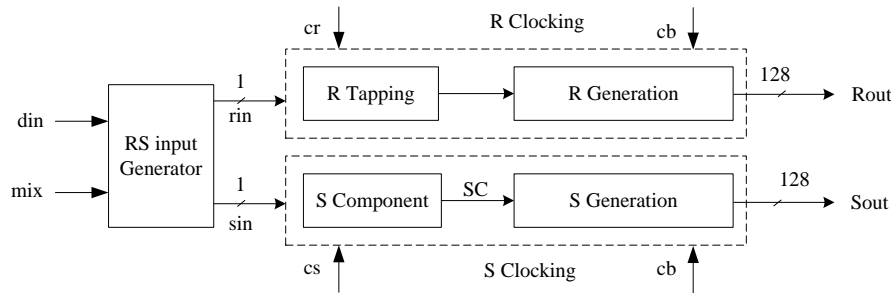 cr
R Clocking
cb
1
rin
R Tapping
R Generation
128
Rout
din
mix
RS input
Generator
1
sin
S Component
SC
S Generation
128
Sout
cs
S Clocking
cb